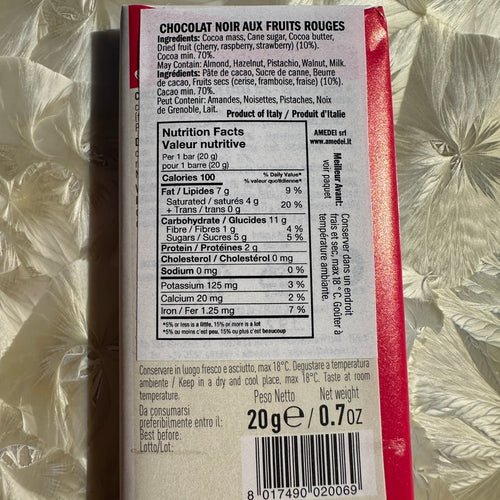 CHOCOLAT NOIR AUX FRUITS ROUGES
Ingredients: Cocoa mass, Cane sugar, Cocoa butter,
Dried fruit (cherry, raspberry, strawberry) (10%).
Cocoa min. 70%.
May Contain: Almond, Hazelnut, Pistachio, Walnut, Milk.
Ingrédients: Pâte de cacao, Sucre de canne, Beurre
de cacao, Fruits secs (cerise, framboise, fraise) (10%).
Cacao min. 70%.
Peut Contenir: Amandes, Noisettes, Pistaches, Noix
de Grenoble, Lait.
Product of Italy / Produit d'Italie
Nutrition Facts
Valeur nutritive
Per 1 bar (20 g)
pour 1 barre (20 g)
Calories 100
% Daily Value*
% valeur quotidienne*
Fat / Lipides 7 g 9 %
Saturated / saturés 4 g
+ Trans / trans 0 g 20 %
Carbohydrate / Glucides 11 g
Fibre / Fibres 1 g 4 %
Sugars / Sucres 5 g 5 %
Protein / Protéines 2 g
Cholesterol / Cholestérol 0 mg
Sodium 0 mg 0 %
Potassium 125 mg 3 %
Calcium 20 mg 2 %
Iron / Fer 1.25 mg 7 %
*5% or less is a little, 15% or more is a lot
*5% ou moins c'est peu, 15% ou plus c'est beaucoup
AMEDEI srl
www.amedei.it
Meilleur Avant:
voir paquet
Conserver dans un endroit
frais et sec, max 18 ° C. Goûter à
température ambiante.
Conservare in luogo fresco e asciutto, max 18°C. Degustare a temperatura
ambiente / Keep in a dry and cool place, max 18°C. Taste at room
temperature.
Da consumarsi
preferibilmente entro il:
Best before:
Lotto/Lot:
Peso Netto Net weight
20g℮/0.7oz
8 017490 020069